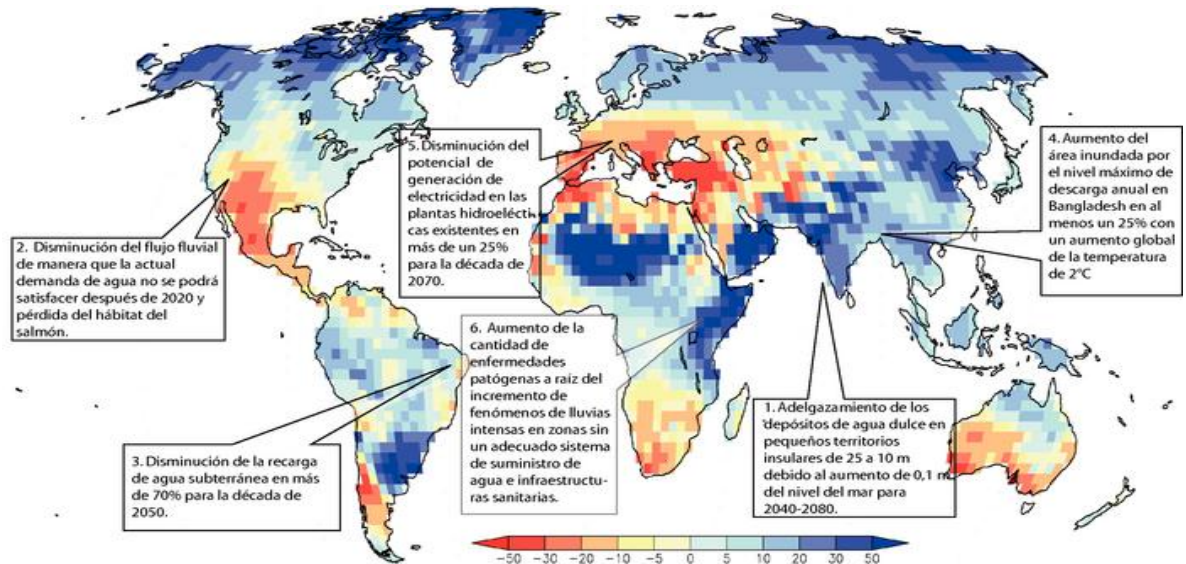 5. Disminución del
potencial de
generación de
electricidad en las
plantas hidroelécti
cas existentes en
más de un 25%
para la década de
2070.
4. Aumento del
área inundada por
el nivel máximo de
descarga anual en
Bangladesh en al
menos un 25% con
un aumento global
de la temperatura
de 2°C
2. Disminución del flujo fluvial
de manera que la actual
demanda de agua no se podrá
satisfacer después de 2020 y
pérdida del hábitat del
salmón.
6. Aumento de la
cantidad de
enfermedades
patógenas a raíz del
incremento de
fenómenos de lluvias
intensas en zonas sin
un adecuado sistema
de suministro de
agua e infraestructu-
ras sanitarias.
1. Adelgazamiento de los
depósitos de agua dulce en
pequeños territorios
insulares de 25 a 10 m
debido al aumento de 0,1 m
del nivel del mar para
2040-2080.
3. Disminución de la recarga
de agua subterránea en más
de 70% para la década de
2050.
-50 -30 -20 -10 -5 0 5 10 20 30 50